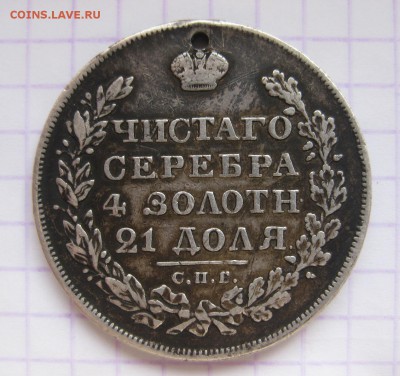 COINS.LAVE.RU
ЧИСТАГО
СЕРЕБРА
4 ЗОЛОТН
21 ДОЛЯ.
С.П.Б.